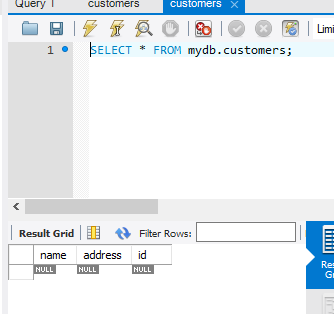 Query 1 customers customers ×
Limi
1 SELECT * FROM mydb.customers;
Result Grid Filter Rows:
name address id
NULL NULL NULL